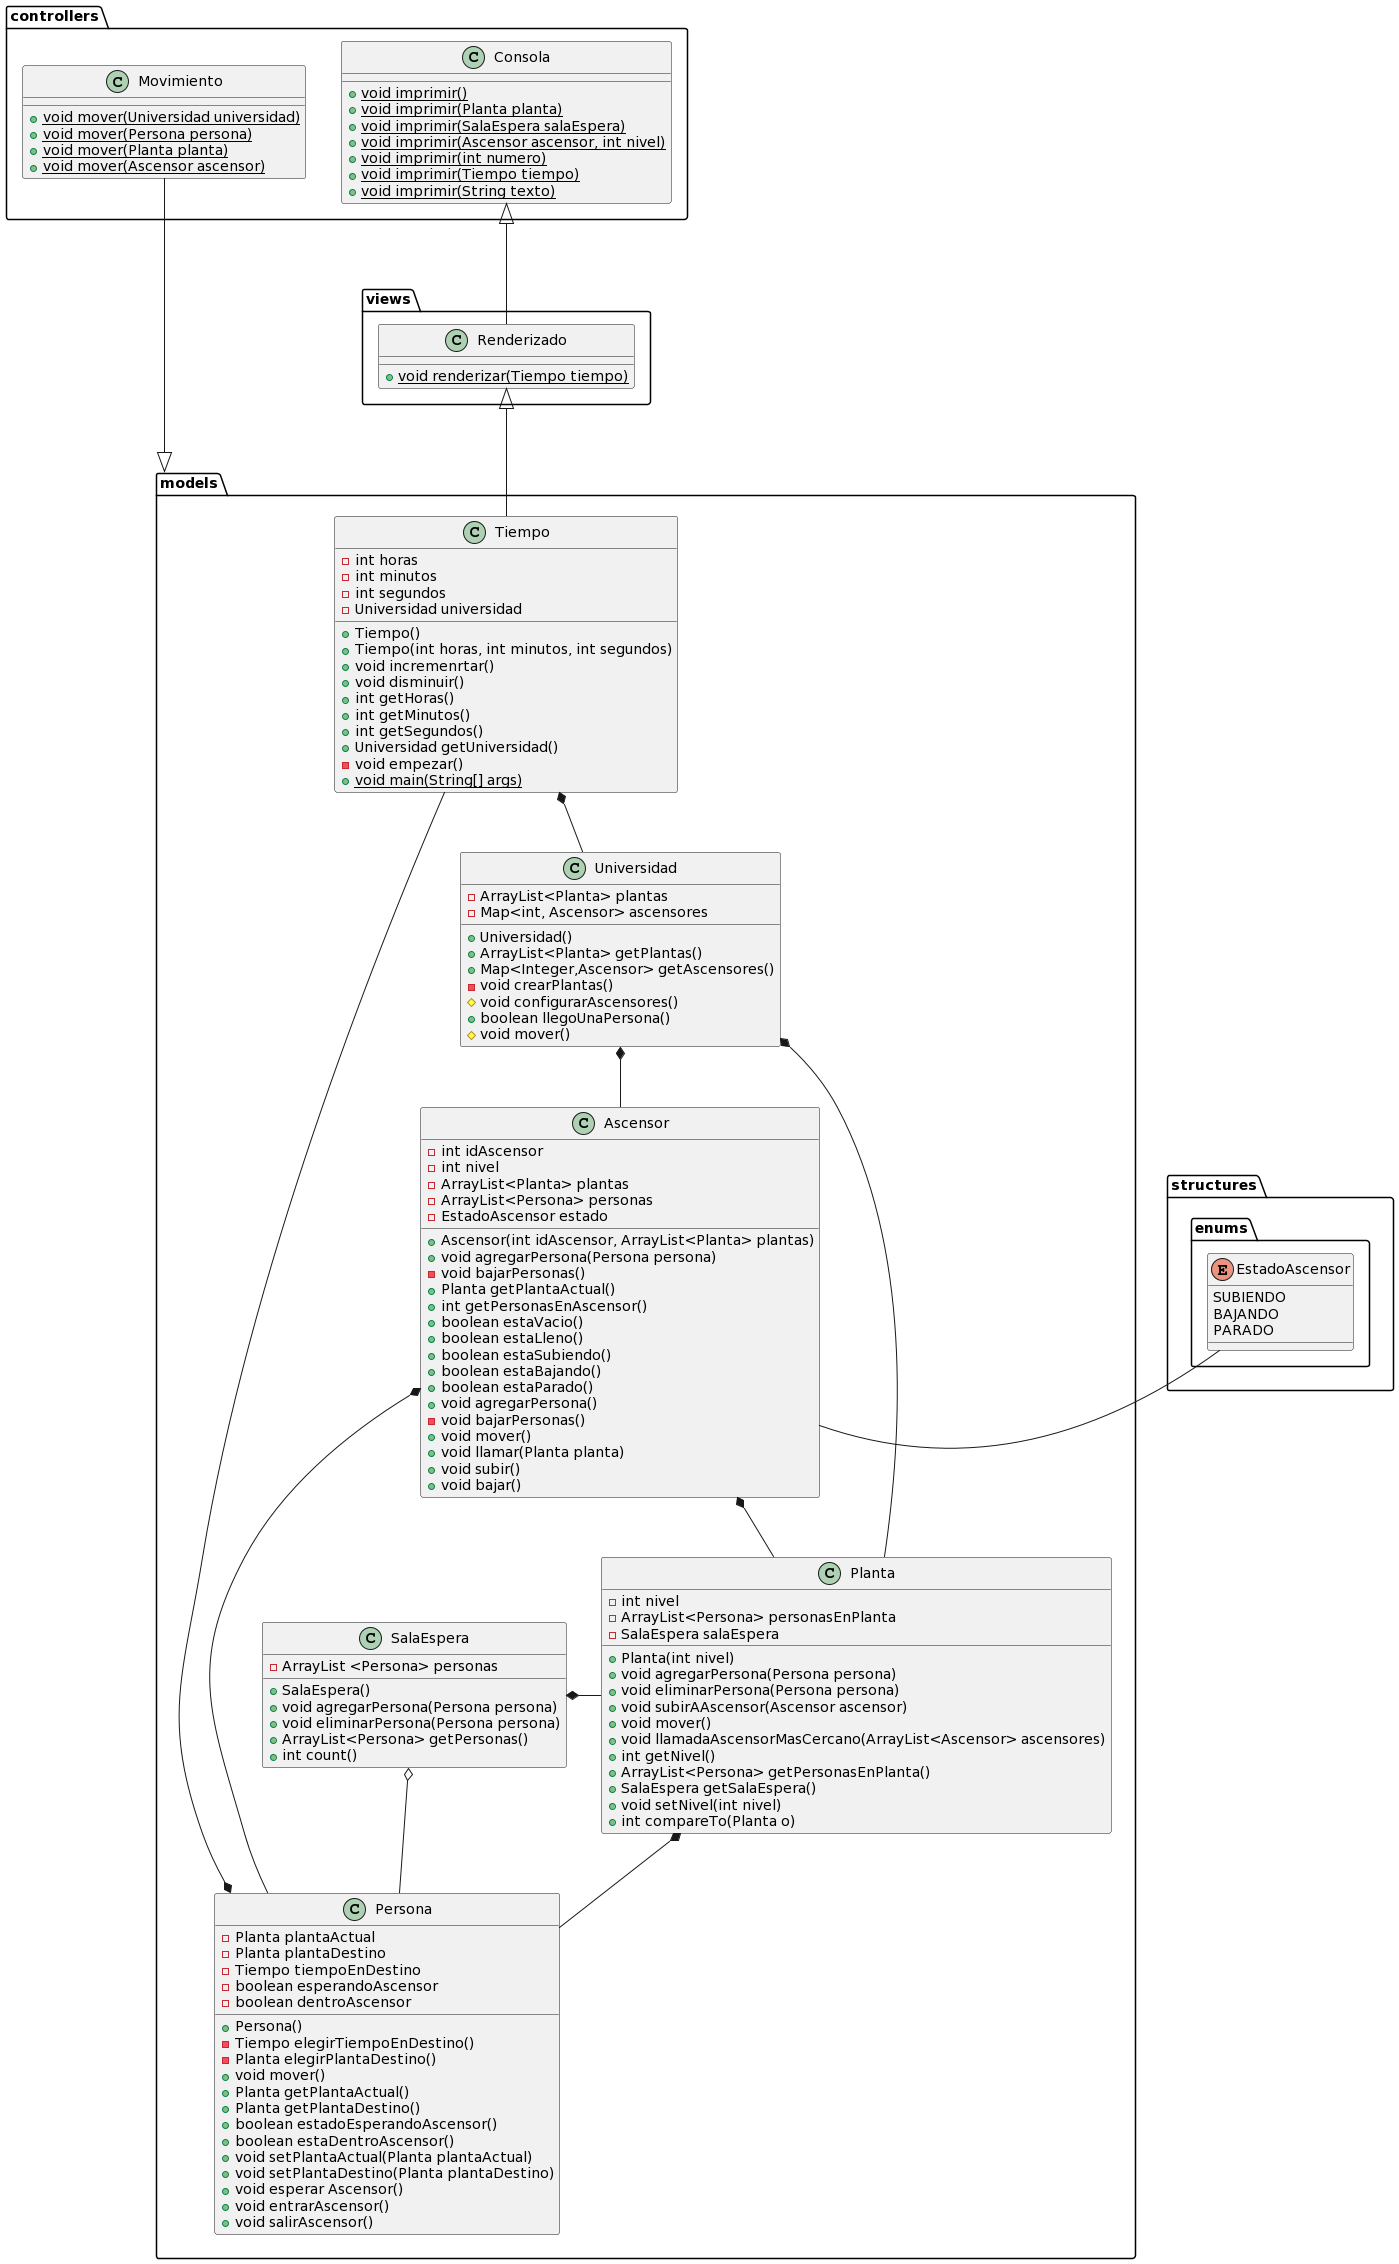 controllers
Movimiento
void mover(Universidad universidad)
void mover(Persona persona)
void mover(Planta planta)
void mover(Ascensor ascensor)
Consola
void imprimir()
void imprimir(Planta planta)
void imprimir(SalaEspera salaEspera)
void imprimir(Ascensor ascensor, int nivel)
void imprimir(int numero)
void imprimir(Tiempo tiempo)
void imprimir(String texto)
views
Renderizado
void renderizar(Tiempo tiempo)
models
Tiempo
int horas
int minutos
int segundos
Universidad universidad
Tiempo()
Tiempo(int horas, int minutos, int segundos)
void incremenrtar()
void disminuir()
int getHoras()
int getMinutos()
int getSegundos()
Universidad getUniversidad()
void empezar()
void main(String[] args)
Universidad
ArrayList<Planta> plantas
Map<int, Ascensor> ascensores
Universidad()
ArrayList<Planta> getPlantas()
Map<Integer,Ascensor> getAscensores()
void crearPlantas()
void configurarAscensores()
boolean llegoUnaPersona()
void mover()
Ascensor
int idAscensor
int nivel
ArrayList<Planta> plantas
ArrayList<Persona> personas
EstadoAscensor estado
Ascensor(int idAscensor, ArrayList<Planta> plantas)
void agregarPersona(Persona persona)
void bajarPersonas()
Planta getPlantaActual()
int getPersonasEnAscensor()
boolean estaVacio()
boolean estaLleno()
boolean estaSubiendo()
boolean estaBajando()
boolean estaParado()
void agregarPersona()
void bajarPersonas()
void mover()
void llamar(Planta planta)
void subir()
void bajar()
structures
enums
EstadoAscensor
SUBIENDO
BAJANDO
PARADO
SalaEspera
ArrayList <Persona> personas
SalaEspera()
void agregarPersona(Persona persona)
void eliminarPersona(Persona persona)
ArrayList<Persona> getPersonas()
int count()
Planta
int nivel
ArrayList<Persona> personasEnPlanta
SalaEspera salaEspera
Planta(int nivel)
void agregarPersona(Persona persona)
void eliminarPersona(Persona persona)
void subirAAscensor(Ascensor ascensor)
void mover()
void llamadaAscensorMasCercano(ArrayList<Ascensor> ascensores)
int getNivel()
ArrayList<Persona> getPersonasEnPlanta()
SalaEspera getSalaEspera()
void setNivel(int nivel)
int compareTo(Planta o)
Persona
Planta plantaActual
Planta plantaDestino
Tiempo tiempoEnDestino
boolean esperandoAscensor
boolean dentroAscensor
Persona()
Tiempo elegirTiempoEnDestino()
Planta elegirPlantaDestino()
void mover()
Planta getPlantaActual()
Planta getPlantaDestino()
boolean estadoEsperandoAscensor()
boolean estaDentroAscensor()
void setPlantaActual(Planta plantaActual)
void setPlantaDestino(Planta plantaDestino)
void esperar Ascensor()
void entrarAscensor()
void salirAscensor()